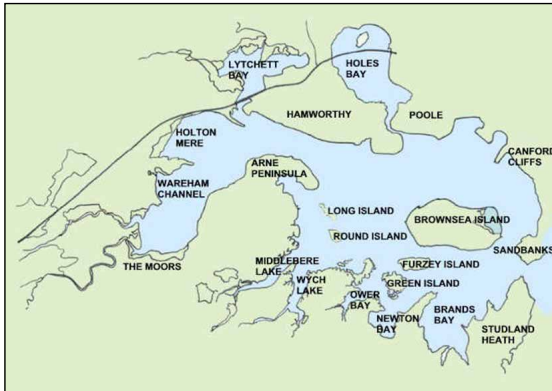 LYTCHETT
BAY
HOLES
BAY
HAMWORTHY
POOLE
HOLTON
MERE
CANFORD
CLIFFS
ARNE
PENINSULA
WAREHAM
CHANNEL
LONG ISLAND
BROWNSEA ISLAND
ROUND ISLAND
SANDBANKS
THE MOORS
MIDDLEBERE
LAKE
FURZEY ISLAND
WYCH
LAKE
GREEN ISLAND
OWER
BAY
NEWTON
BAY
BRANDS
BAY
STUDLAND
HEATH